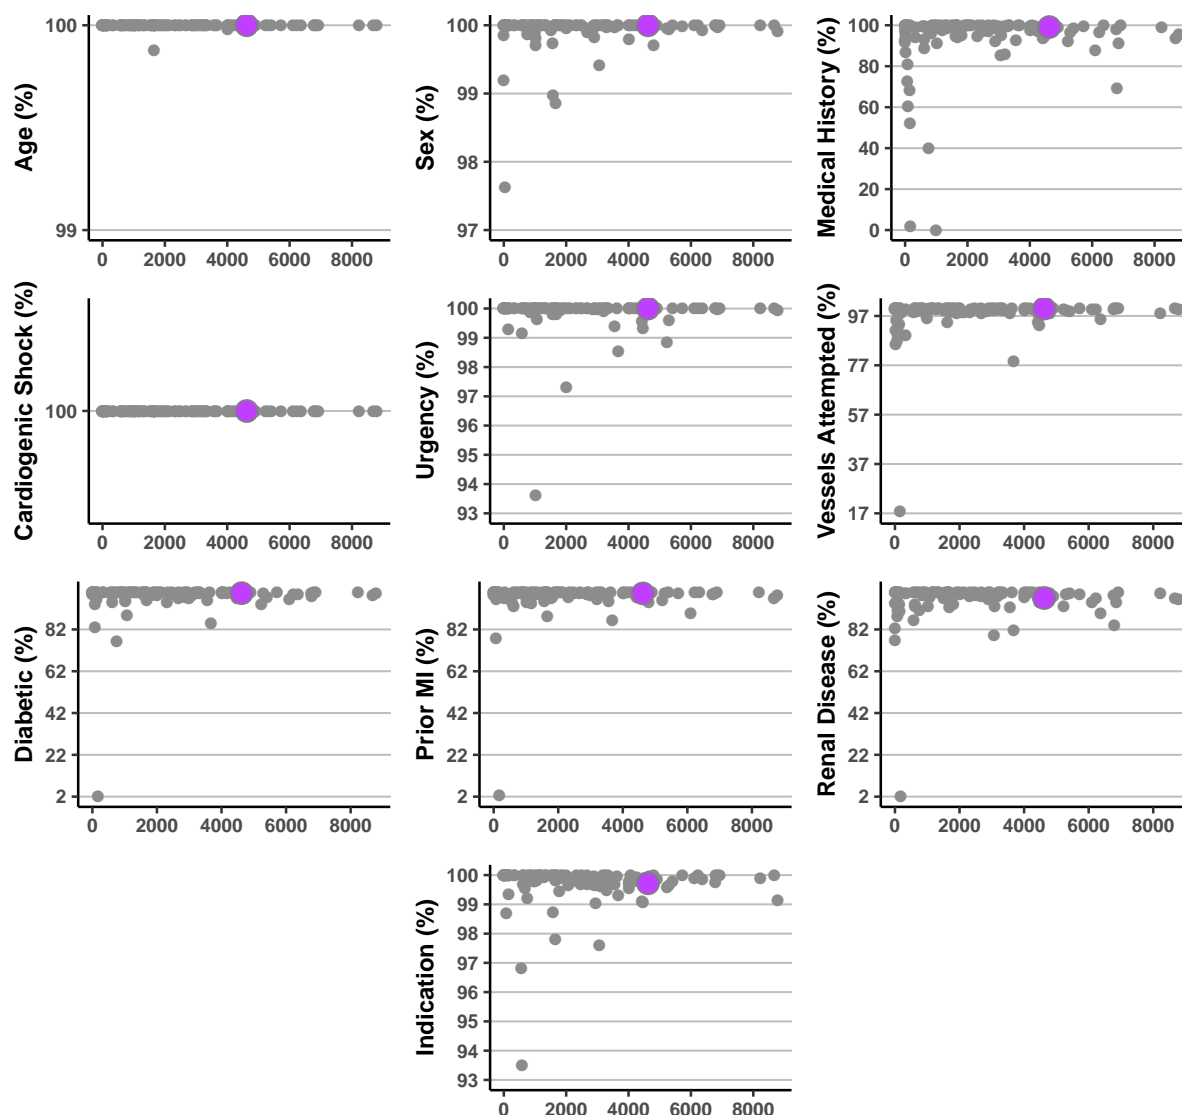 Age (%)
100
99
0 2000 4000 6000 8000
Sex (%)
100
99
98
97
0 2000 4000 6000 8000
Medical History (%)
100
80
60
40
20
0
0 2000 4000 6000 8000
Cardiogenic Shock (%)
100
0 2000 4000 6000 8000
Urgency (%)
100
99
98
97
96
95
94
93
0 2000 4000 6000 8000
Vessels Attempted (%)
97
77
57
37
17
0 2000 4000 6000 8000
Diabetic (%)
82
62
42
22
2
0 2000 4000 6000 8000
Prior MI (%)
82
62
42
22
2
0 2000 4000 6000 8000
Renal Disease (%)
82
62
42
22
2
0 2000 4000 6000 8000
Indication (%)
100
99
98
97
96
95
94
93
0 2000 4000 6000 8000